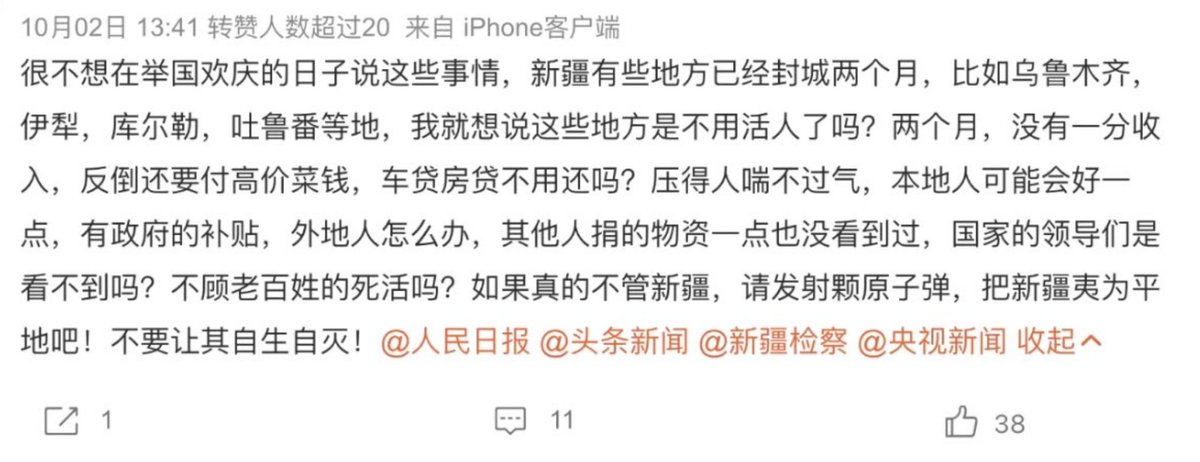 10月02日 13:41 转赞人数超过20 来自 iPhone客户端
很不想在举国欢庆的日子说这些事情，新疆有些地方已经封城两个月，比如乌鲁木齐，
伊犁，库尔勒，吐鲁番等地，我就想说这些地方是不用活人了吗？两个月，没有一分收
入，反倒还要付高价菜钱，车贷房贷不用还吗？压得人喘不过气，本地人可能会好一
点，有政府的补贴，外地人怎么办，其他人捐的物资一点也没看到过，国家的领导们是
看不到吗？不顾老百姓的死活吗？如果真的不管新疆，请发射颗原子弹，把新疆夷为平
地吧！不要让其自生自灭！@人民日报 @头条新闻 @新疆检察 @央视新闻 收起
1 11 38